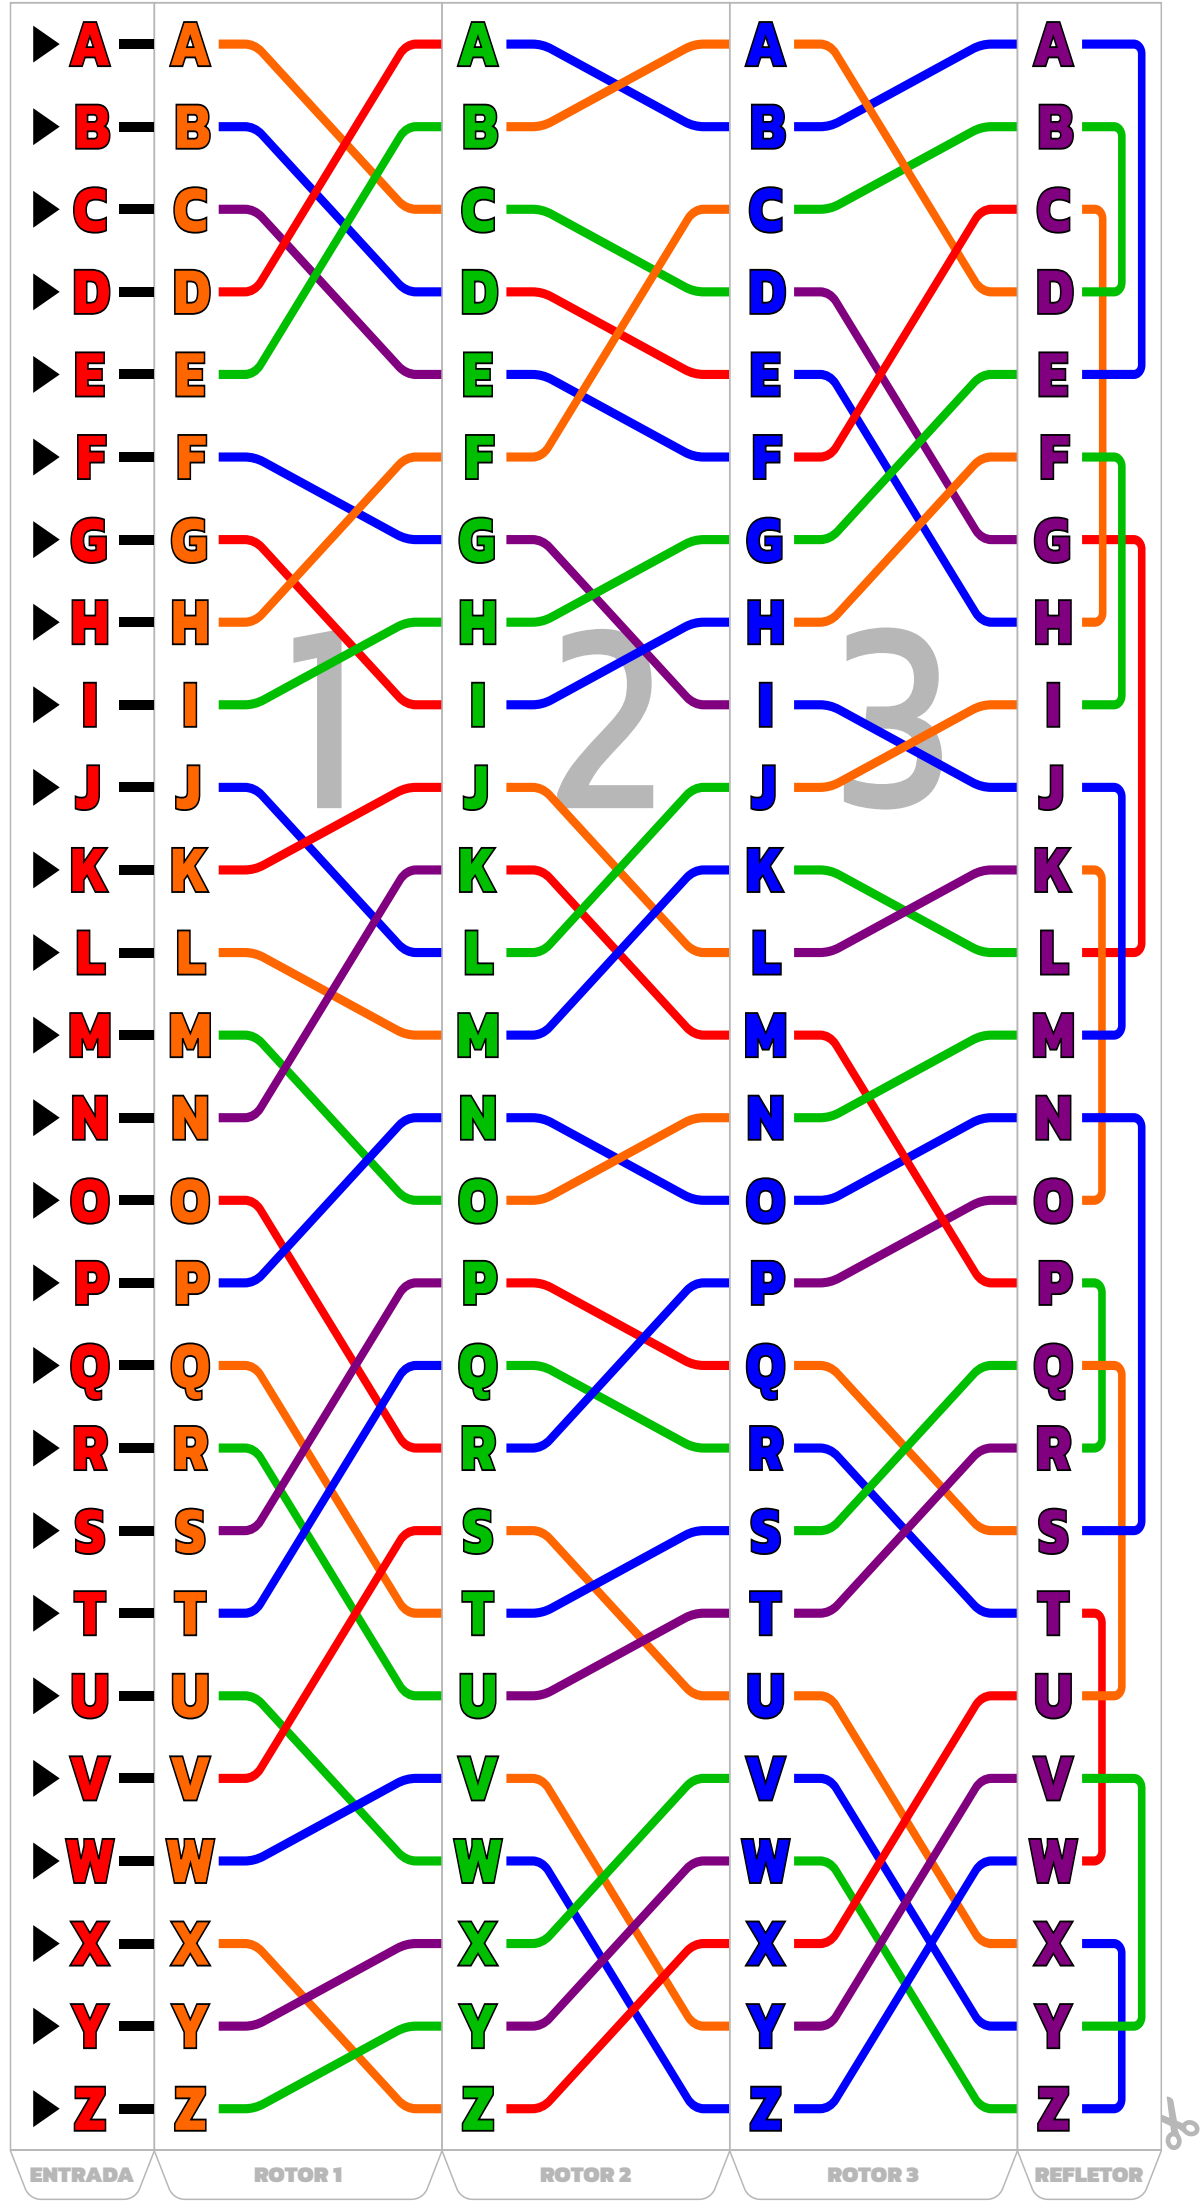 A A A A A
B B B B B
C C C C C
D D D D D
E E E E E
F F F F F
G G G G G
H H H H H
1 2 3
I I I I I
J J J J J
K K K K K
L L L L L
M M M M M
N N N N N
O O O O O
P P P P P
Q Q Q Q Q
R R R R R
S S S S S
T T T T T
U U U U U
V V V V V
W W W W W
X X X X X
Y Y Y Y Y
Z Z Z Z Z
ENTRADA ROTOR 1 ROTOR 2 ROTOR 3 REFLETOR